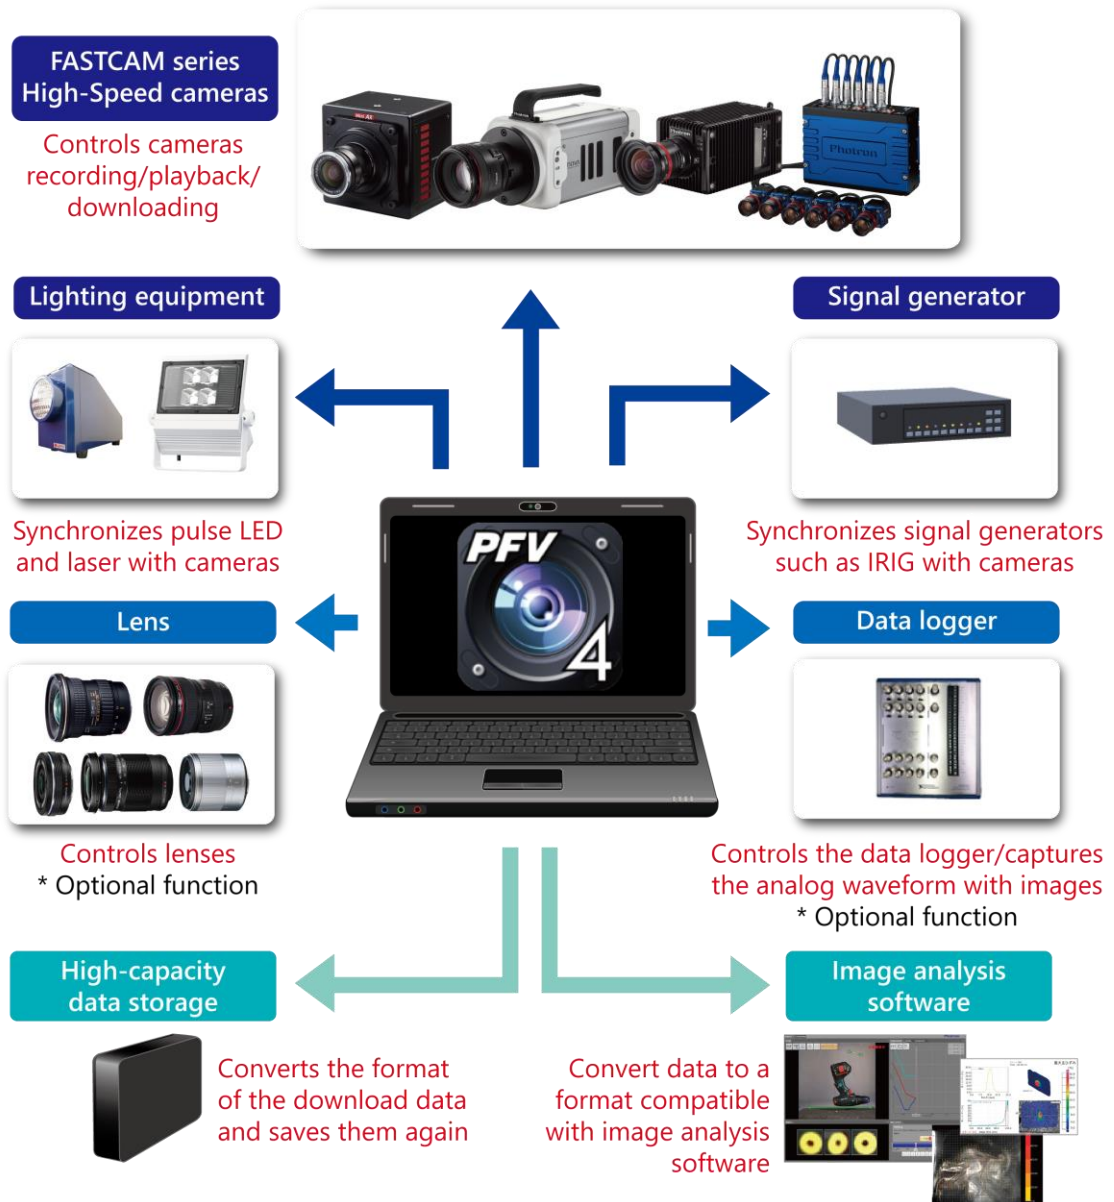 FASTCAM series
High-Speed cameras
Controls cameras
recording/playback/
downloading
Photron
Lighting equipment
Signal generator
Synchronizes pulse LED
and laser with cameras
Synchronizes signal generators
such as IRIG with cameras
PFV
4
Lens
Data logger
Controls lenses
* Optional function
Controls the data logger/captures
the analog waveform with images
* Optional function
High-capacity
data storage
Image analysis
software
Converts the format
of the download data
and saves them again
Convert data to a
format compatible
with image analysis
software